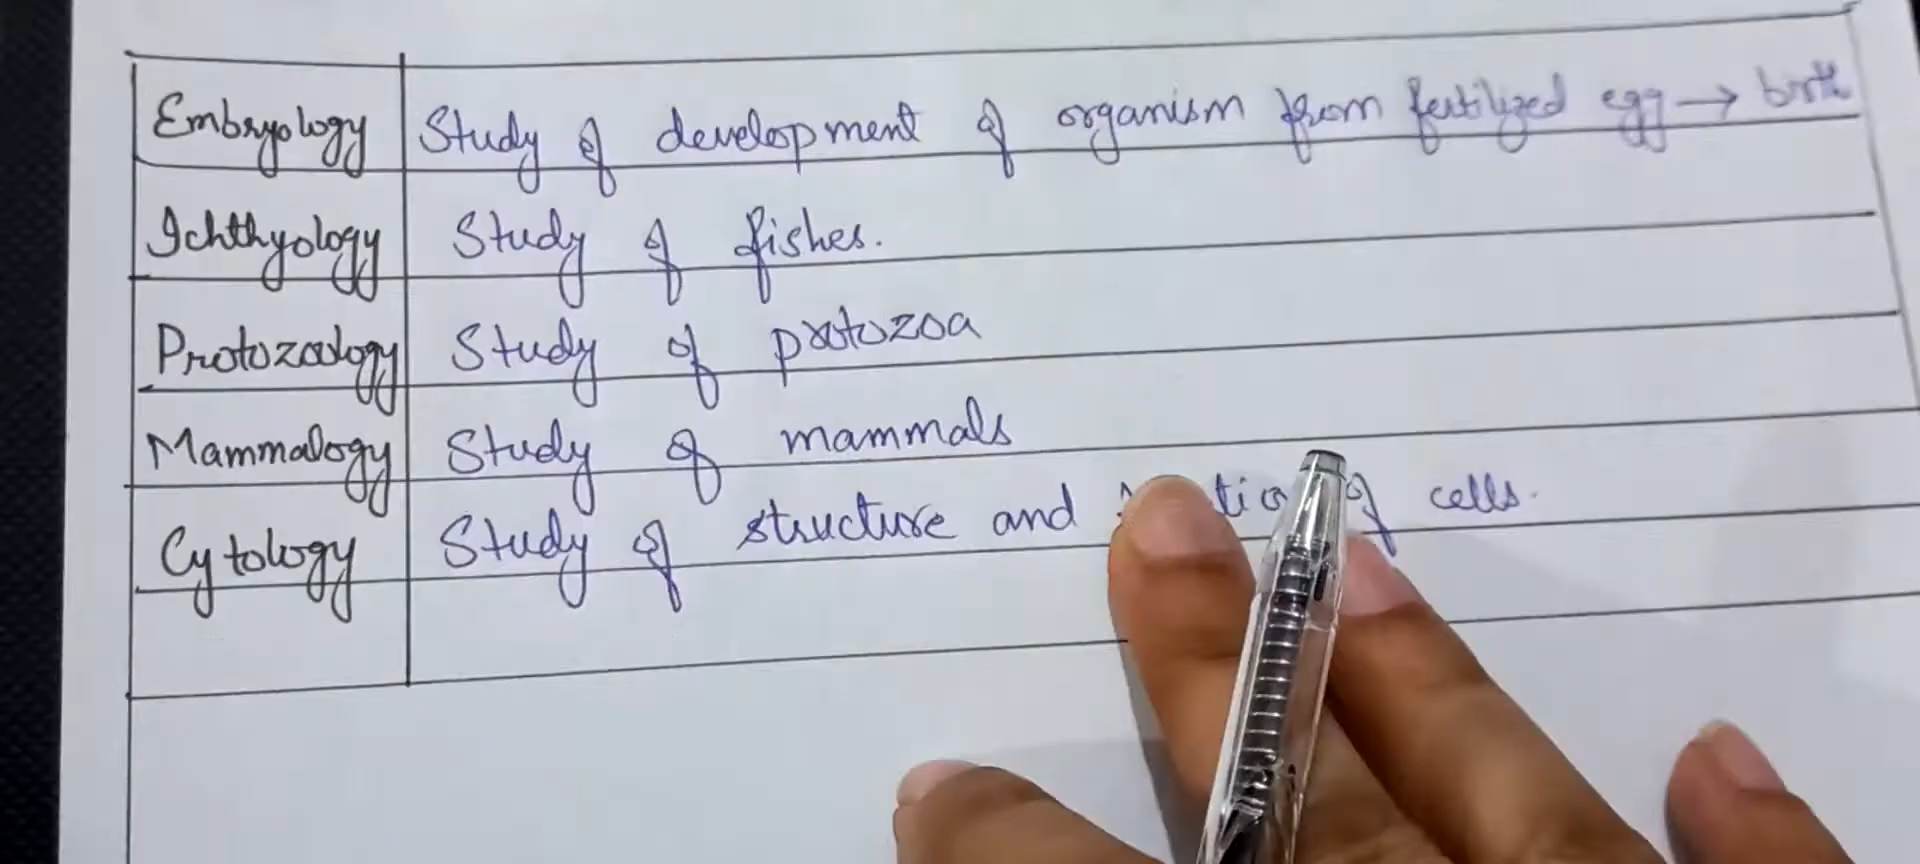 Embryology Study of development of organism from fertilized egg → birth
Ichthyology Study of fishes.
Protozoology Study of protozoa
Mammalogy Study of mammals
Cytology Study of structure and of cells.